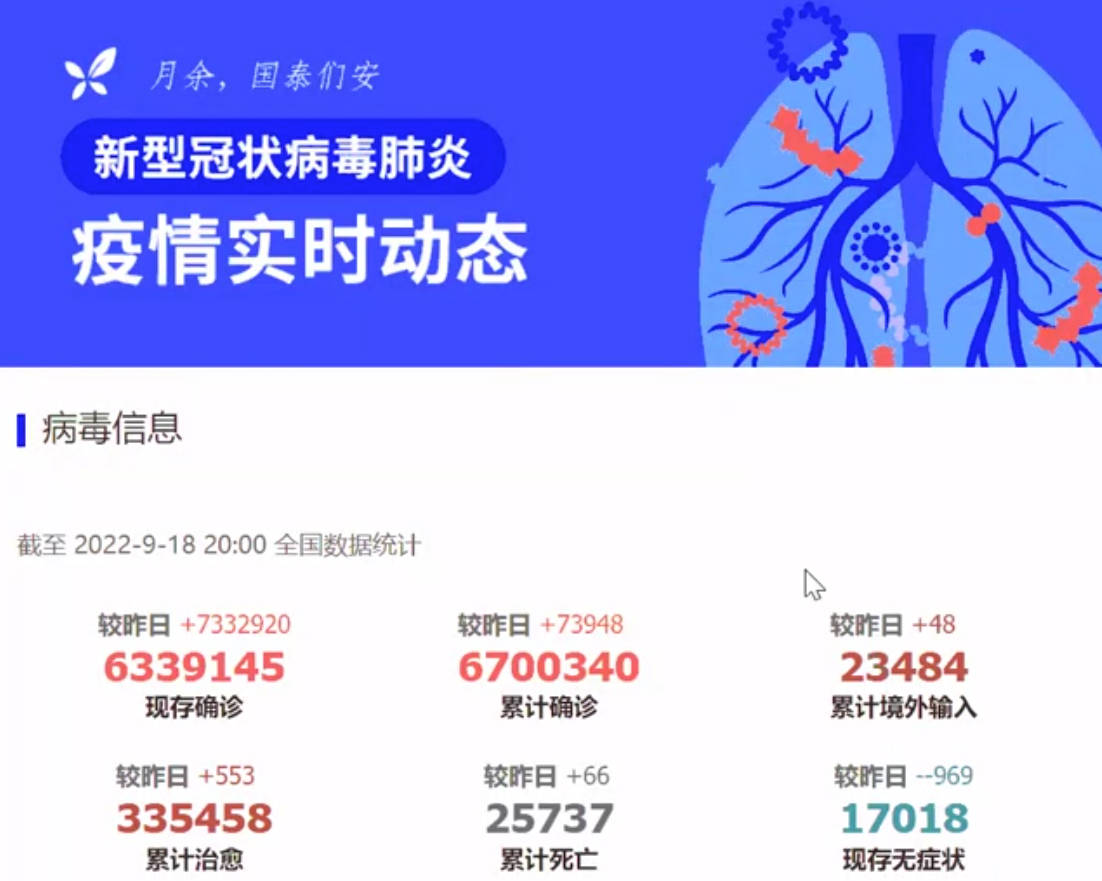 月余，国泰们安
新型冠状病毒肺炎
疫情实时动态
病毒信息
截至 2022-9-18 20:00 全国数据统计
较昨日 +7332920
6339145
现存确诊
较昨日 +73948
6700340
累计确诊
较昨日 +48
23484
累计境外输入
较昨日 +553
335458
累计治愈
较昨日 +66
25737
累计死亡
较昨日 --969
17018
现存无症状